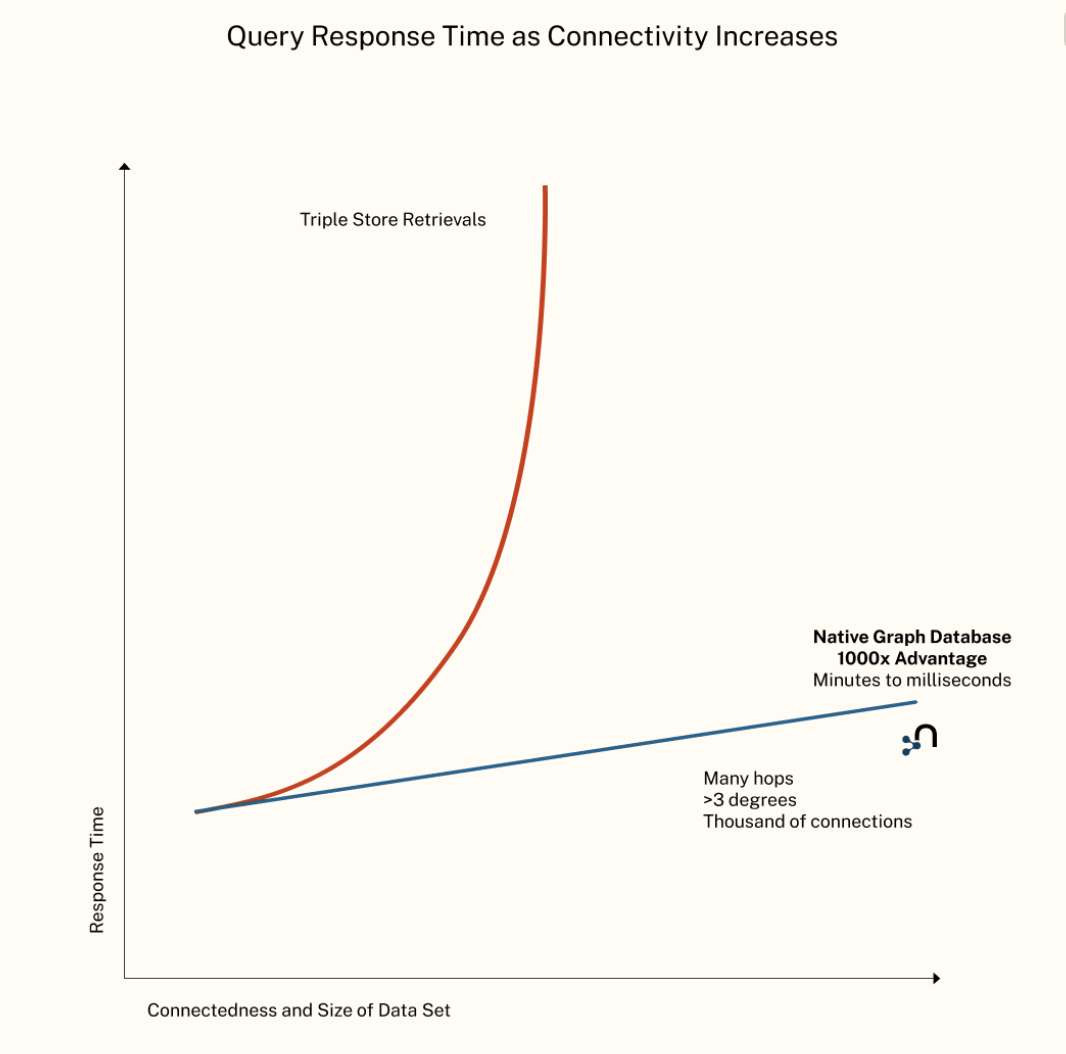 Query Response Time as Connectivity Increases
Triple Store Retrievals
Native Graph Database
1000x Advantage
Minutes to milliseconds
Many hops
>3 degrees
Thousand of connections
Response Time
Connectedness and Size of Data Set